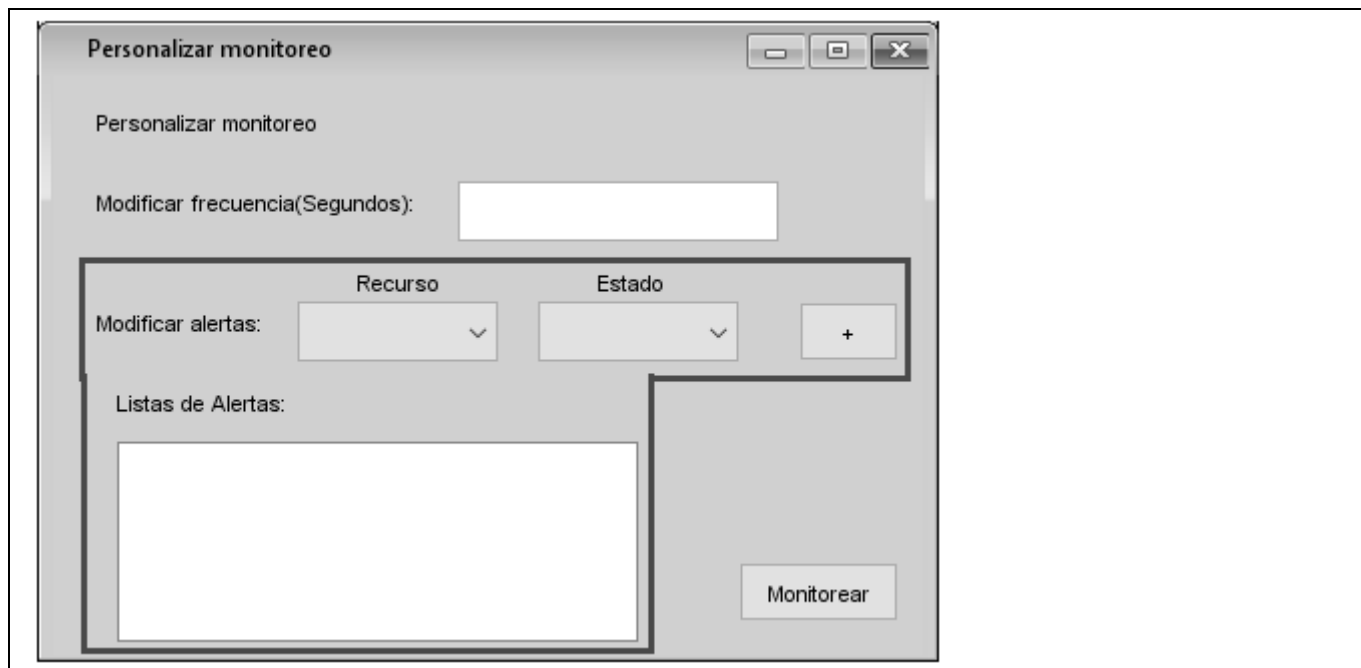 Personalizar monitoreo
Personalizar monitoreo
Modificar frecuencia(Segundos):
Recurso Estado
Modificar alertas: +
Listas de Alertas:
Monitorear